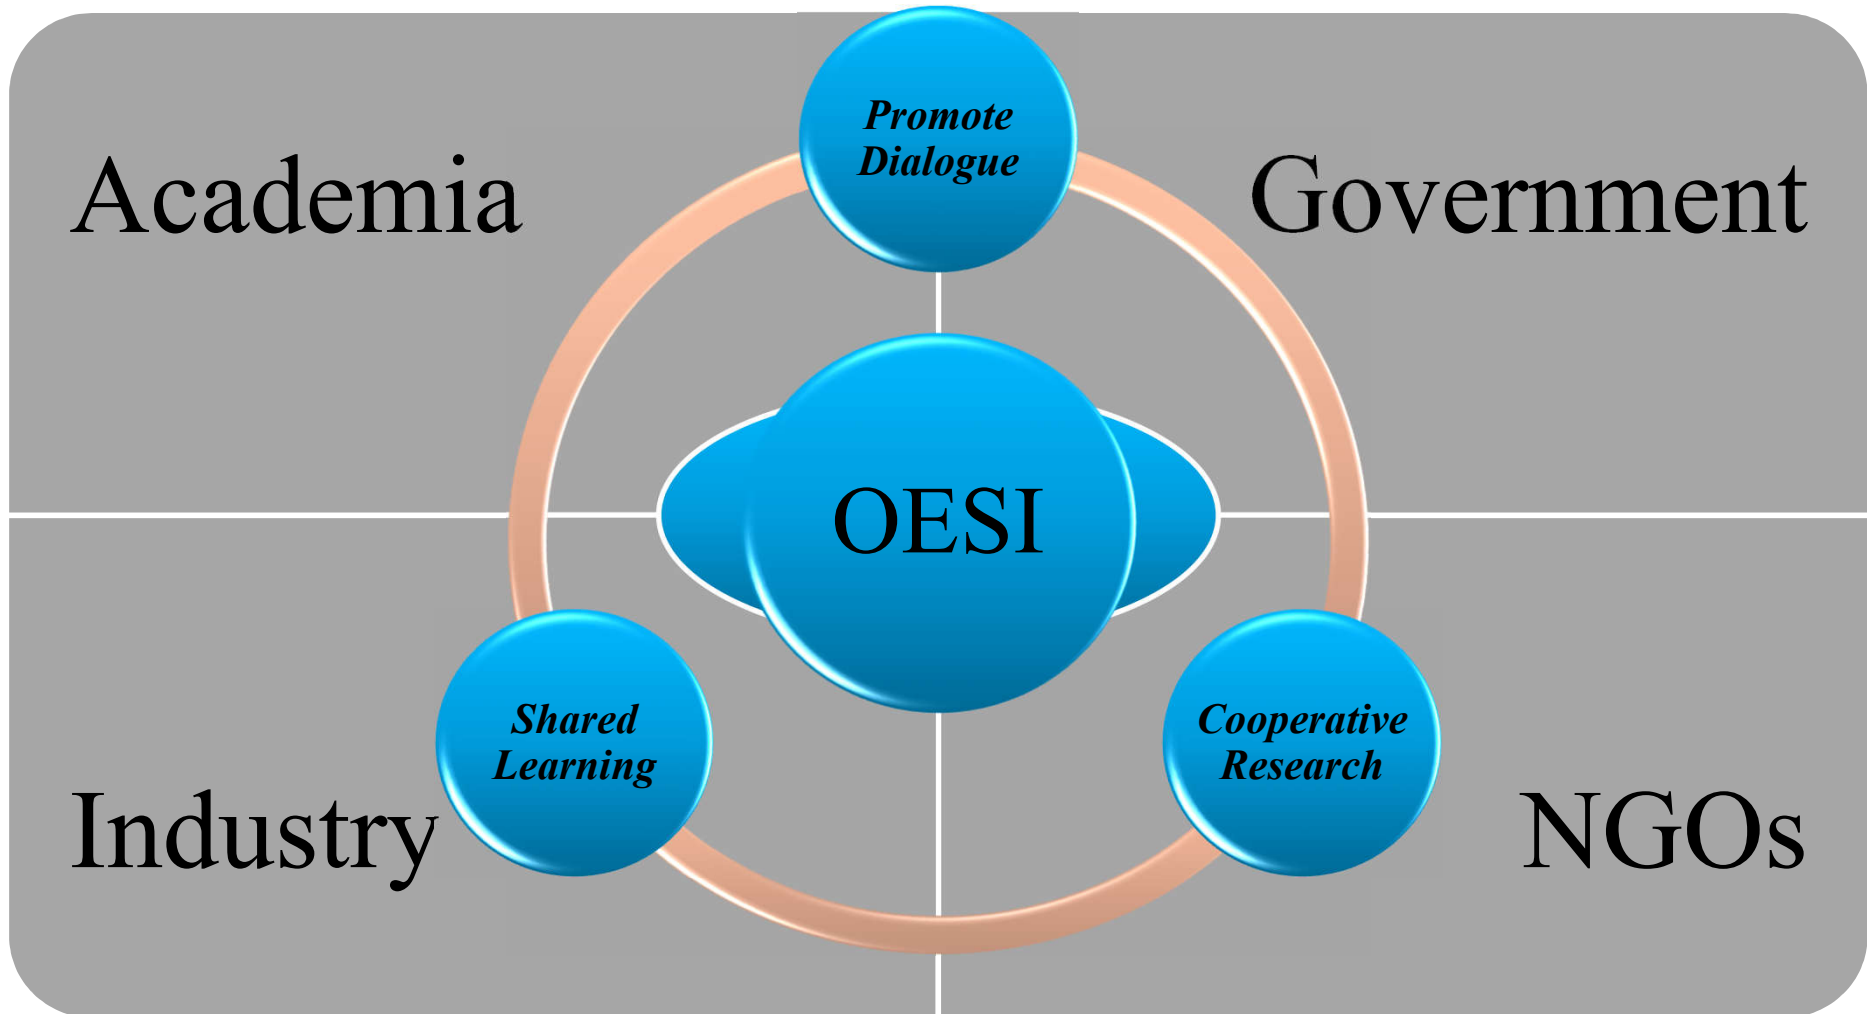 Promote
Dialogue
Academia
Government
OESI
Shared
Learning
Cooperative
Research
Industry
NGOs